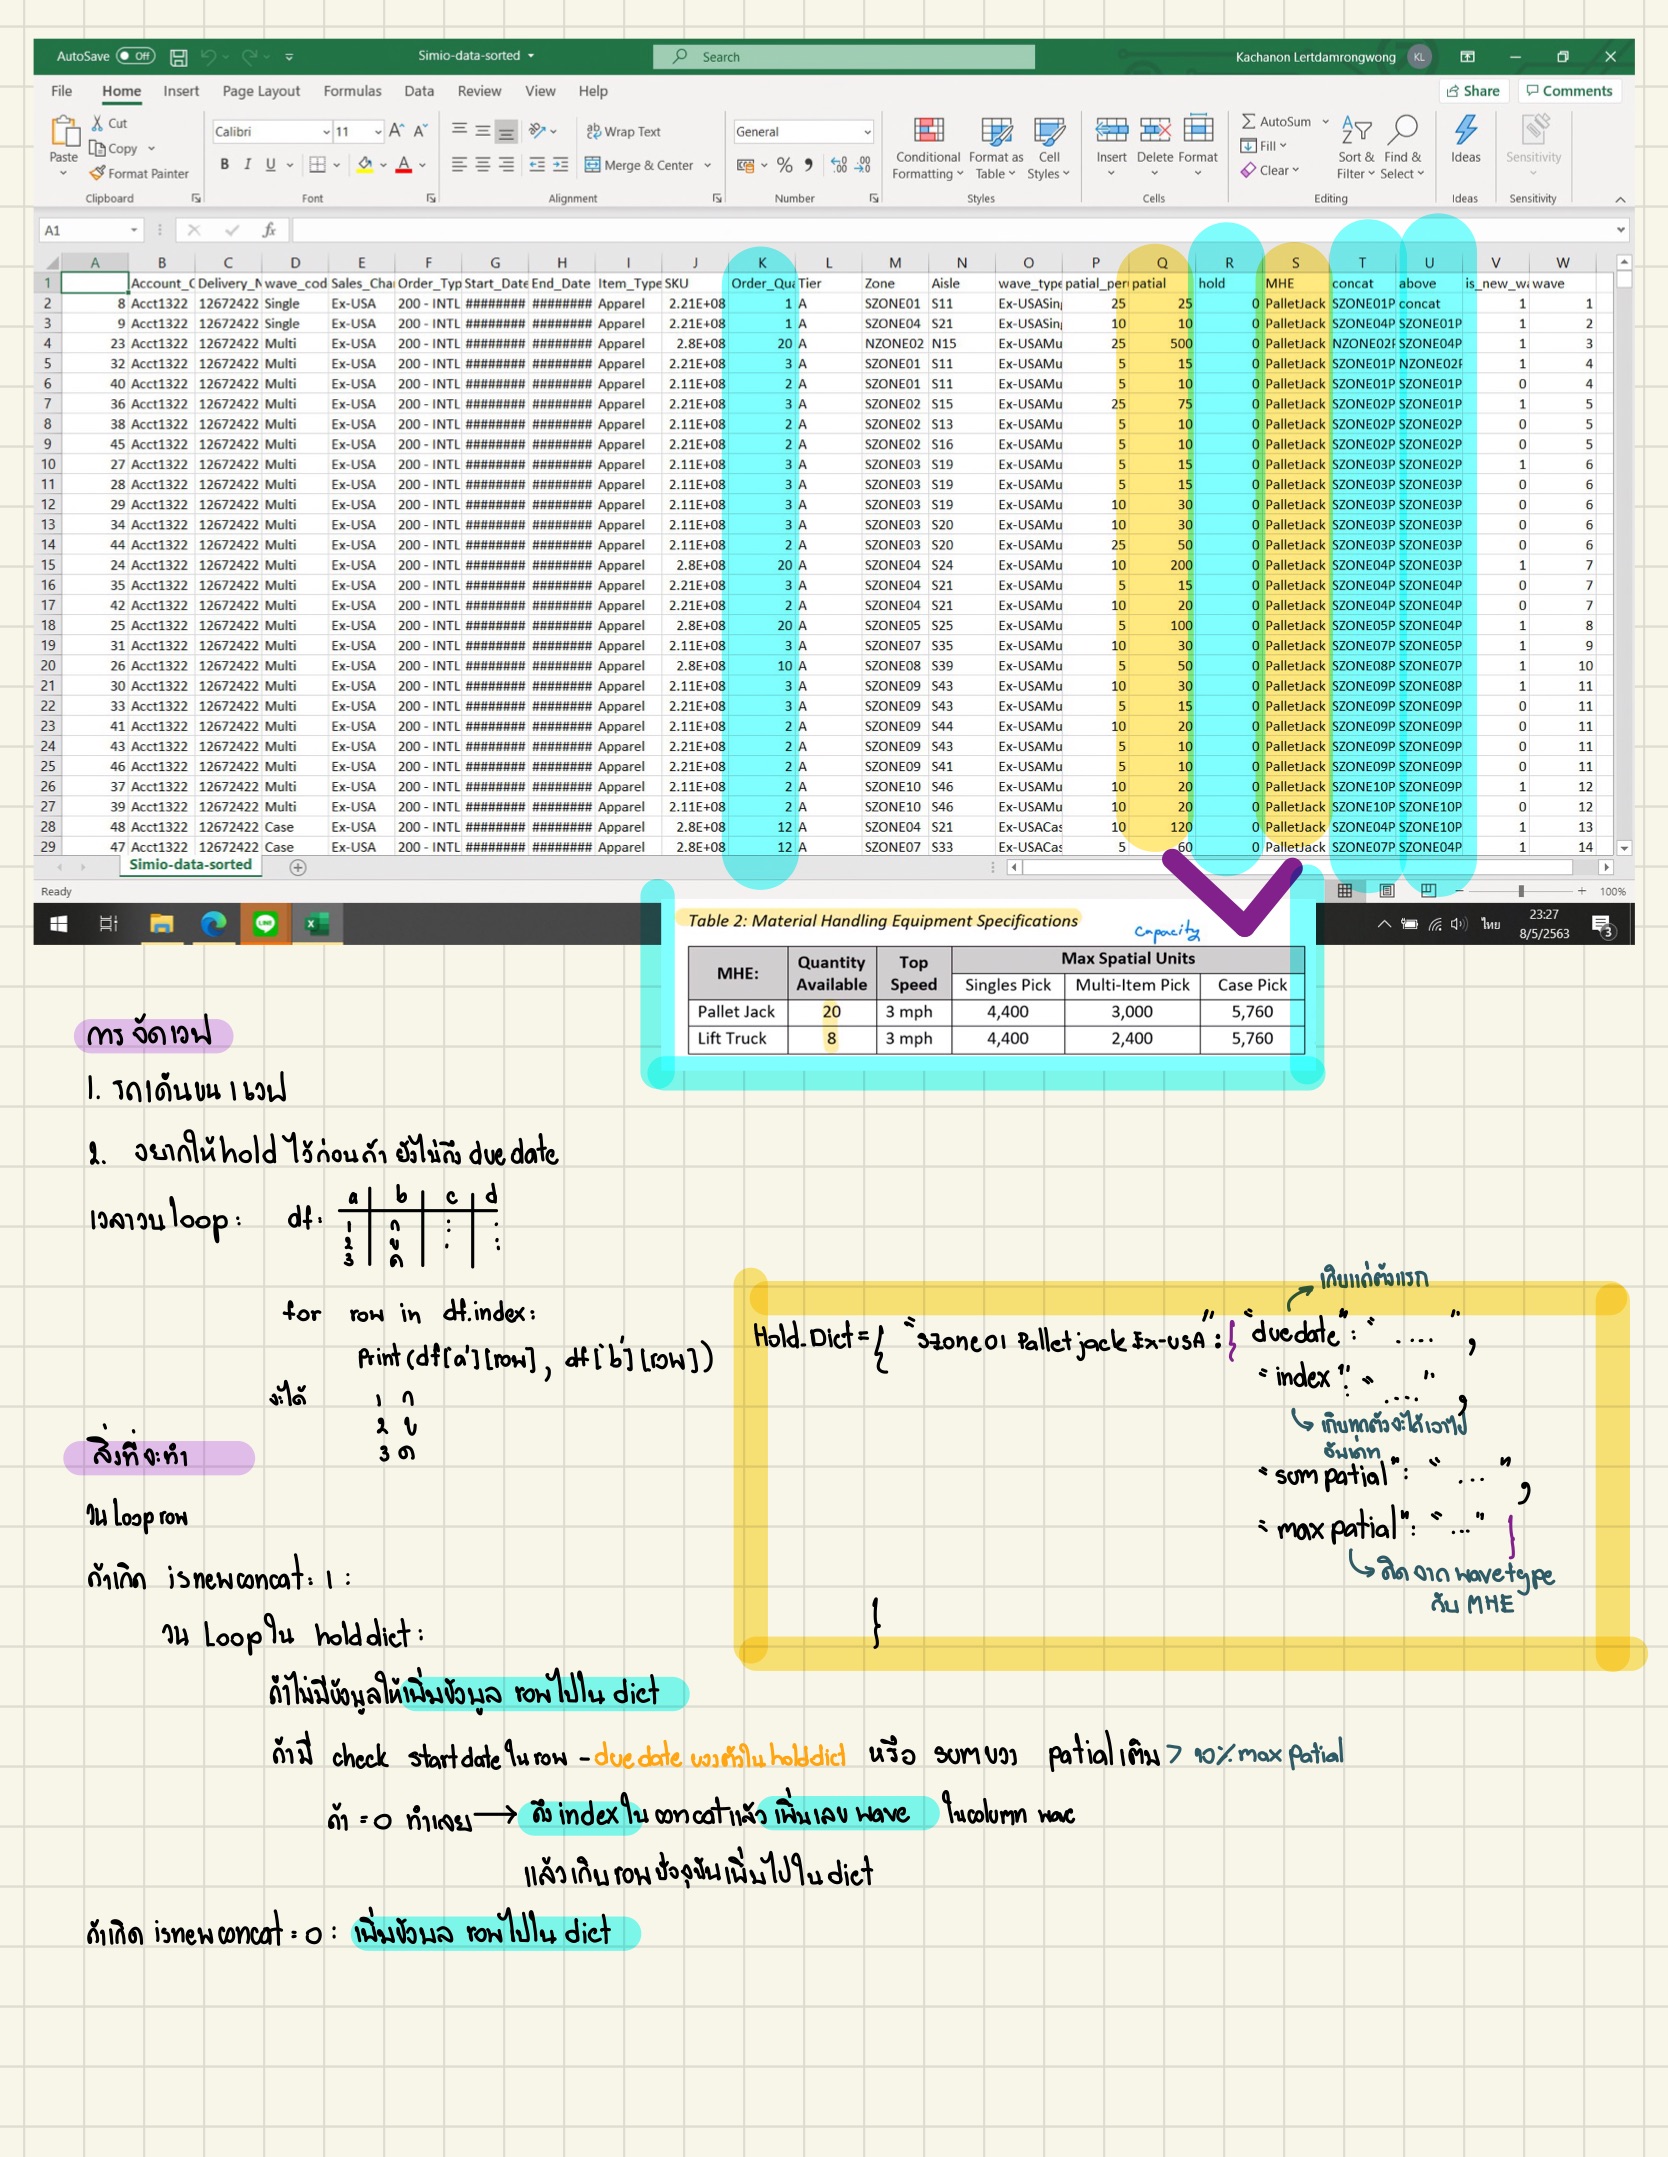 AutoSave Off Simio-data-sorted Search Kachanon Lertdamrongwong KL
File Home Insert Page Layout Formulas Data Review View Help Share Comments
Cut Calibri 11 Wrap Text General AutoSum
Paste Copy Conditional Format as Cell Insert Delete Format Fill Sort & Find & Ideas Sensitivity
Format Painter B I U Merge & Center Formatting Table Styles Clear Filter Select
Clipboard Font Alignment Number Styles Cells Editing Ideas Sensitivity
A1 fx
A B C D E F G H I J K L M N O P Q R S T U V W
1 Account_C Delivery_N wave_cod Sales_Cha Order_Typ Start_Date End_Date Item_Type SKU Order_Qua Tier Zone Aisle wave_type patial_per patial hold MHE concat above is_new_wa wave
2 8 Acct1322 12672422 Single Ex-USA 200 - INTL ######## ######## Apparel 2.21E+08 1 A SZONE01 S11 Ex-USASin 25 25 0 PalletJack SZONE01P concat 1 1
3 9 Acct1322 12672422 Single Ex-USA 200 - INTL ######## ######## Apparel 2.21E+08 1 A SZONE04 S21 Ex-USASin 10 10 0 PalletJack SZONE04P SZONE01P 1 2
4 23 Acct1322 12672422 Multi Ex-USA 200 - INTL ######## ######## Apparel 2.8E+08 20 A NZONE02 N15 Ex-USAMu 25 500 0 PalletJack NZONE02P SZONE04P 1 3
5 32 Acct1322 12672422 Multi Ex-USA 200 - INTL ######## ######## Apparel 2.21E+08 3 A SZONE01 S11 Ex-USAMu 5 15 0 PalletJack SZONE01P NZONE02P 1 4
6 40 Acct1322 12672422 Multi Ex-USA 200 - INTL ######## ######## Apparel 2.11E+08 2 A SZONE01 S11 Ex-USAMu 5 10 0 PalletJack SZONE01P SZONE01P 0 4
7 36 Acct1322 12672422 Multi Ex-USA 200 - INTL ######## ######## Apparel 2.21E+08 3 A SZONE02 S15 Ex-USAMu 25 75 0 PalletJack SZONE02P SZONE01P 1 5
8 38 Acct1322 12672422 Multi Ex-USA 200 - INTL ######## ######## Apparel 2.11E+08 2 A SZONE02 S13 Ex-USAMu 5 10 0 PalletJack SZONE02P SZONE02P 0 5
9 45 Acct1322 12672422 Multi Ex-USA 200 - INTL ######## ######## Apparel 2.21E+08 2 A SZONE02 S16 Ex-USAMu 5 10 0 PalletJack SZONE02P SZONE02P 0 5
10 27 Acct1322 12672422 Multi Ex-USA 200 - INTL ######## ######## Apparel 2.11E+08 3 A SZONE03 S19 Ex-USAMu 5 15 0 PalletJack SZONE03P SZONE02P 1 6
11 28 Acct1322 12672422 Multi Ex-USA 200 - INTL ######## ######## Apparel 2.11E+08 3 A SZONE03 S19 Ex-USAMu 5 15 0 PalletJack SZONE03P SZONE03P 0 6
12 29 Acct1322 12672422 Multi Ex-USA 200 - INTL ######## ######## Apparel 2.11E+08 3 A SZONE03 S19 Ex-USAMu 10 30 0 PalletJack SZONE03P SZONE03P 0 6
13 34 Acct1322 12672422 Multi Ex-USA 200 - INTL ######## ######## Apparel 2.11E+08 3 A SZONE03 S20 Ex-USAMu 10 30 0 PalletJack SZONE03P SZONE03P 0 6
14 44 Acct1322 12672422 Multi Ex-USA 200 - INTL ######## ######## Apparel 2.11E+08 2 A SZONE03 S20 Ex-USAMu 25 50 0 PalletJack SZONE03P SZONE03P 0 6
15 24 Acct1322 12672422 Multi Ex-USA 200 - INTL ######## ######## Apparel 2.8E+08 20 A SZONE04 S24 Ex-USAMu 10 200 0 PalletJack SZONE04P SZONE03P 1 7
16 35 Acct1322 12672422 Multi Ex-USA 200 - INTL ######## ######## Apparel 2.21E+08 3 A SZONE04 S21 Ex-USAMu 5 15 0 PalletJack SZONE04P SZONE04P 0 7
17 42 Acct1322 12672422 Multi Ex-USA 200 - INTL ######## ######## Apparel 2.21E+08 2 A SZONE04 S21 Ex-USAMu 10 20 0 PalletJack SZONE04P SZONE04P 0 7
18 25 Acct1322 12672422 Multi Ex-USA 200 - INTL ######## ######## Apparel 2.8E+08 20 A SZONE05 S25 Ex-USAMu 5 100 0 PalletJack SZONE05P SZONE04P 1 8
19 31 Acct1322 12672422 Multi Ex-USA 200 - INTL ######## ######## Apparel 2.11E+08 3 A SZONE07 S35 Ex-USAMu 10 30 0 PalletJack SZONE07P SZONE05P 1 9
20 26 Acct1322 12672422 Multi Ex-USA 200 - INTL ######## ######## Apparel 2.8E+08 10 A SZONE08 S39 Ex-USAMu 5 50 0 PalletJack SZONE08P SZONE07P 1 10
21 30 Acct1322 12672422 Multi Ex-USA 200 - INTL ######## ######## Apparel 2.11E+08 3 A SZONE09 S43 Ex-USAMu 10 30 0 PalletJack SZONE09P SZONE08P 1 11
22 33 Acct1322 12672422 Multi Ex-USA 200 - INTL ######## ######## Apparel 2.21E+08 3 A SZONE09 S43 Ex-USAMu 5 15 0 PalletJack SZONE09P SZONE09P 0 11
23 41 Acct1322 12672422 Multi Ex-USA 200 - INTL ######## ######## Apparel 2.11E+08 2 A SZONE09 S44 Ex-USAMu 10 20 0 PalletJack SZONE09P SZONE09P 0 11
24 43 Acct1322 12672422 Multi Ex-USA 200 - INTL ######## ######## Apparel 2.21E+08 2 A SZONE09 S43 Ex-USAMu 5 10 0 PalletJack SZONE09P SZONE09P 0 11
25 46 Acct1322 12672422 Multi Ex-USA 200 - INTL ######## ######## Apparel 2.21E+08 2 A SZONE09 S41 Ex-USAMu 5 10 0 PalletJack SZONE09P SZONE09P 0 11
26 37 Acct1322 12672422 Multi Ex-USA 200 - INTL ######## ######## Apparel 2.11E+08 2 A SZONE10 S46 Ex-USAMu 10 20 0 PalletJack SZONE10P SZONE09P 1 12
27 39 Acct1322 12672422 Multi Ex-USA 200 - INTL ######## ######## Apparel 2.11E+08 2 A SZONE10 S46 Ex-USAMu 10 20 0 PalletJack SZONE10P SZONE10P 0 12
28 48 Acct1322 12672422 Case Ex-USA 200 - INTL ######## ######## Apparel 2.8E+08 12 A SZONE04 S21 Ex-USACas 10 120 0 PalletJack SZONE04P SZONE10P 1 13
29 47 Acct1322 12672422 Case Ex-USA 200 - INTL ######## ######## Apparel 2.8E+08 12 A SZONE07 S33 Ex-USACas 5 60 0 PalletJack SZONE07P SZONE04P 1 14
Simio-data-sorted
Ready 100%
ไทย 23:27
8/5/2563 3
Table 2: Material Handling Equipment Specifications
capacity
MHE: Quantity Available Top Speed Max Spatial Units
Singles Pick Multi-Item Pick Case Pick
Pallet Jack 20 3 mph 4,400 3,000 5,760
Lift Truck 8 3 mph 4,400 2,400 5,760
การจัดเวฟ
1. รถเต็มขน 1 เวฟ
2. อยากให้ hold ไว้ก่อนถ้า ยังไม่ถึง due date
เวลาวน loop: df:
a b c d
1 ก : :
2 ข . :
3 ค
for row in df.index:
Print (df['a'][row], df['b'][row])
จะได้ 1 ก
2 ข
3 ค
เก็บแค่ตัวแรก
Hold_Dict = { "szone01 Pallet jack Ex-USA" : { "duedate" : "....",
"index" : "....",
เก็บทุกตัวจะได้เอาไป
อัพเดท
"sum patial" : "...",
"max patial" : "..." }
คิดจาก wave type
กับ MHE
}
สิ่งที่จะทำ
วน Loop row
ถ้าเกิด isnewconcat = 1 :
วน Loop ใน hold dict :
ถ้าไม่มีข้อมูลให้เพิ่มข้อมูล row ไปใน dict
ถ้ามี check start date ใน row - due date ของตัวใน hold dict หรือ sum ของ patial เดิม > 90% max patial
ถ้า = 0 ทำเลย → ดึง index ใน concat แล้ว เพิ่มเลข wave ใน column wave
แล้วเก็บ row ปัจจุบันเพิ่มไปใน dict
ถ้าเกิด isnewconcat = 0 : เพิ่มข้อมูล row ไปใน dict